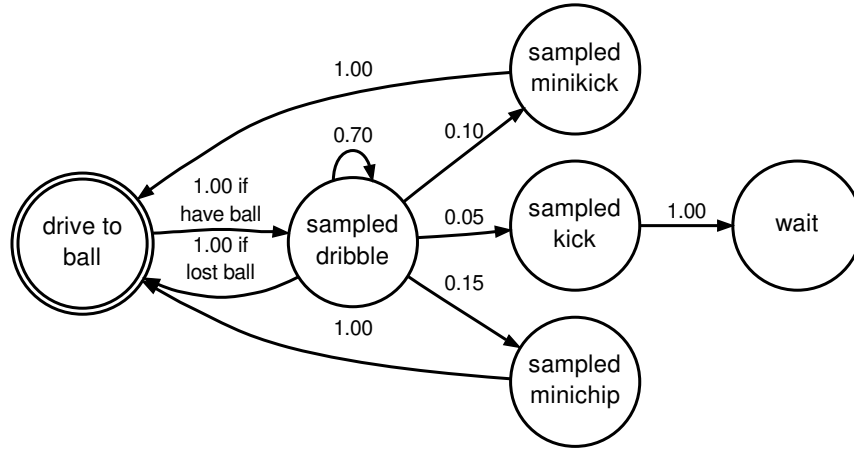 sampled
minikick
1.00
0.70
0.10
1.00 if
have ball
drive to
ball
sampled
dribble
0.05
sampled
kick
1.00
wait
1.00 if
lost ball
0.15
1.00
sampled
minichip